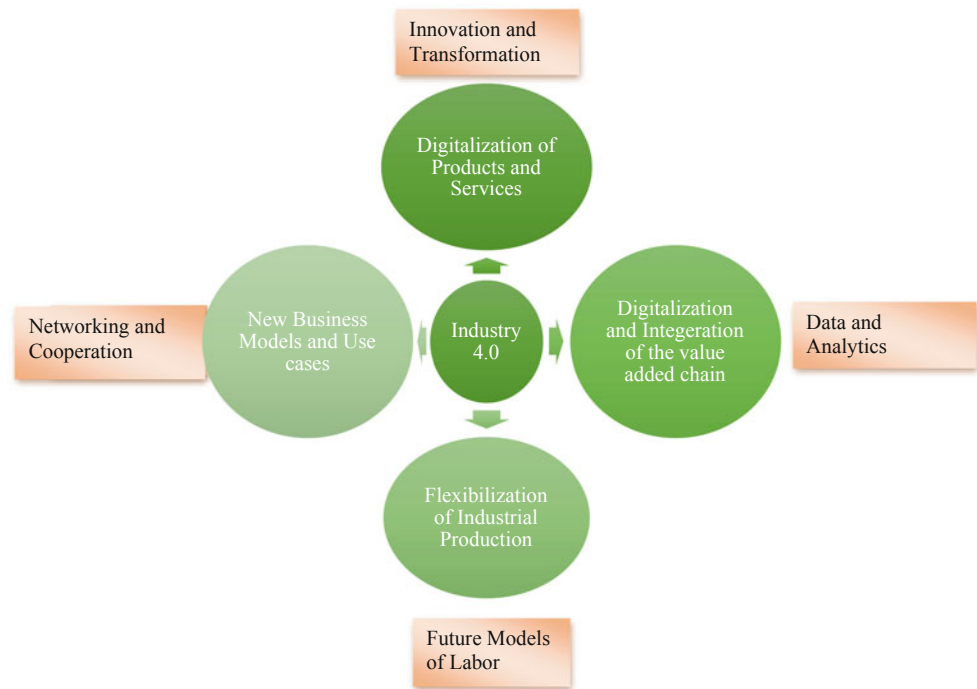 Innovation and
Transformation
Digitalization of
Products and
Services
Networking and
Cooperation
New Business
Models and Use
cases
Industry
4.0
Digitalization
and Integeration
of the value
added chain
Data and
Analytics
Flexibilization
of Industrial
Production
Future Models
of Labor